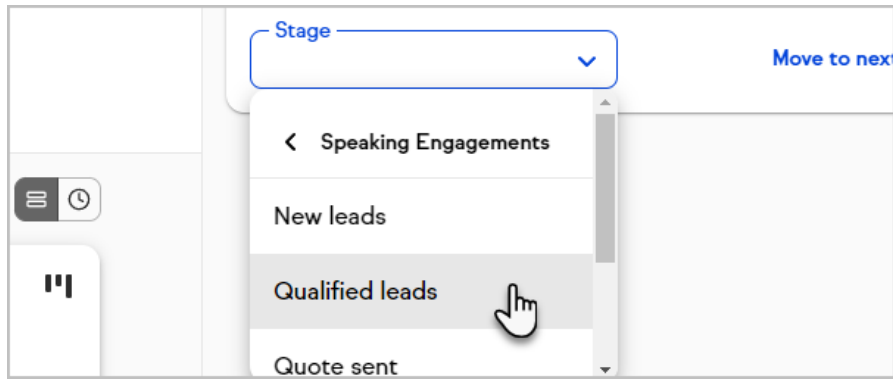 Stage
Move to next
Speaking Engagements
New leads
Qualified leads
Quote sent